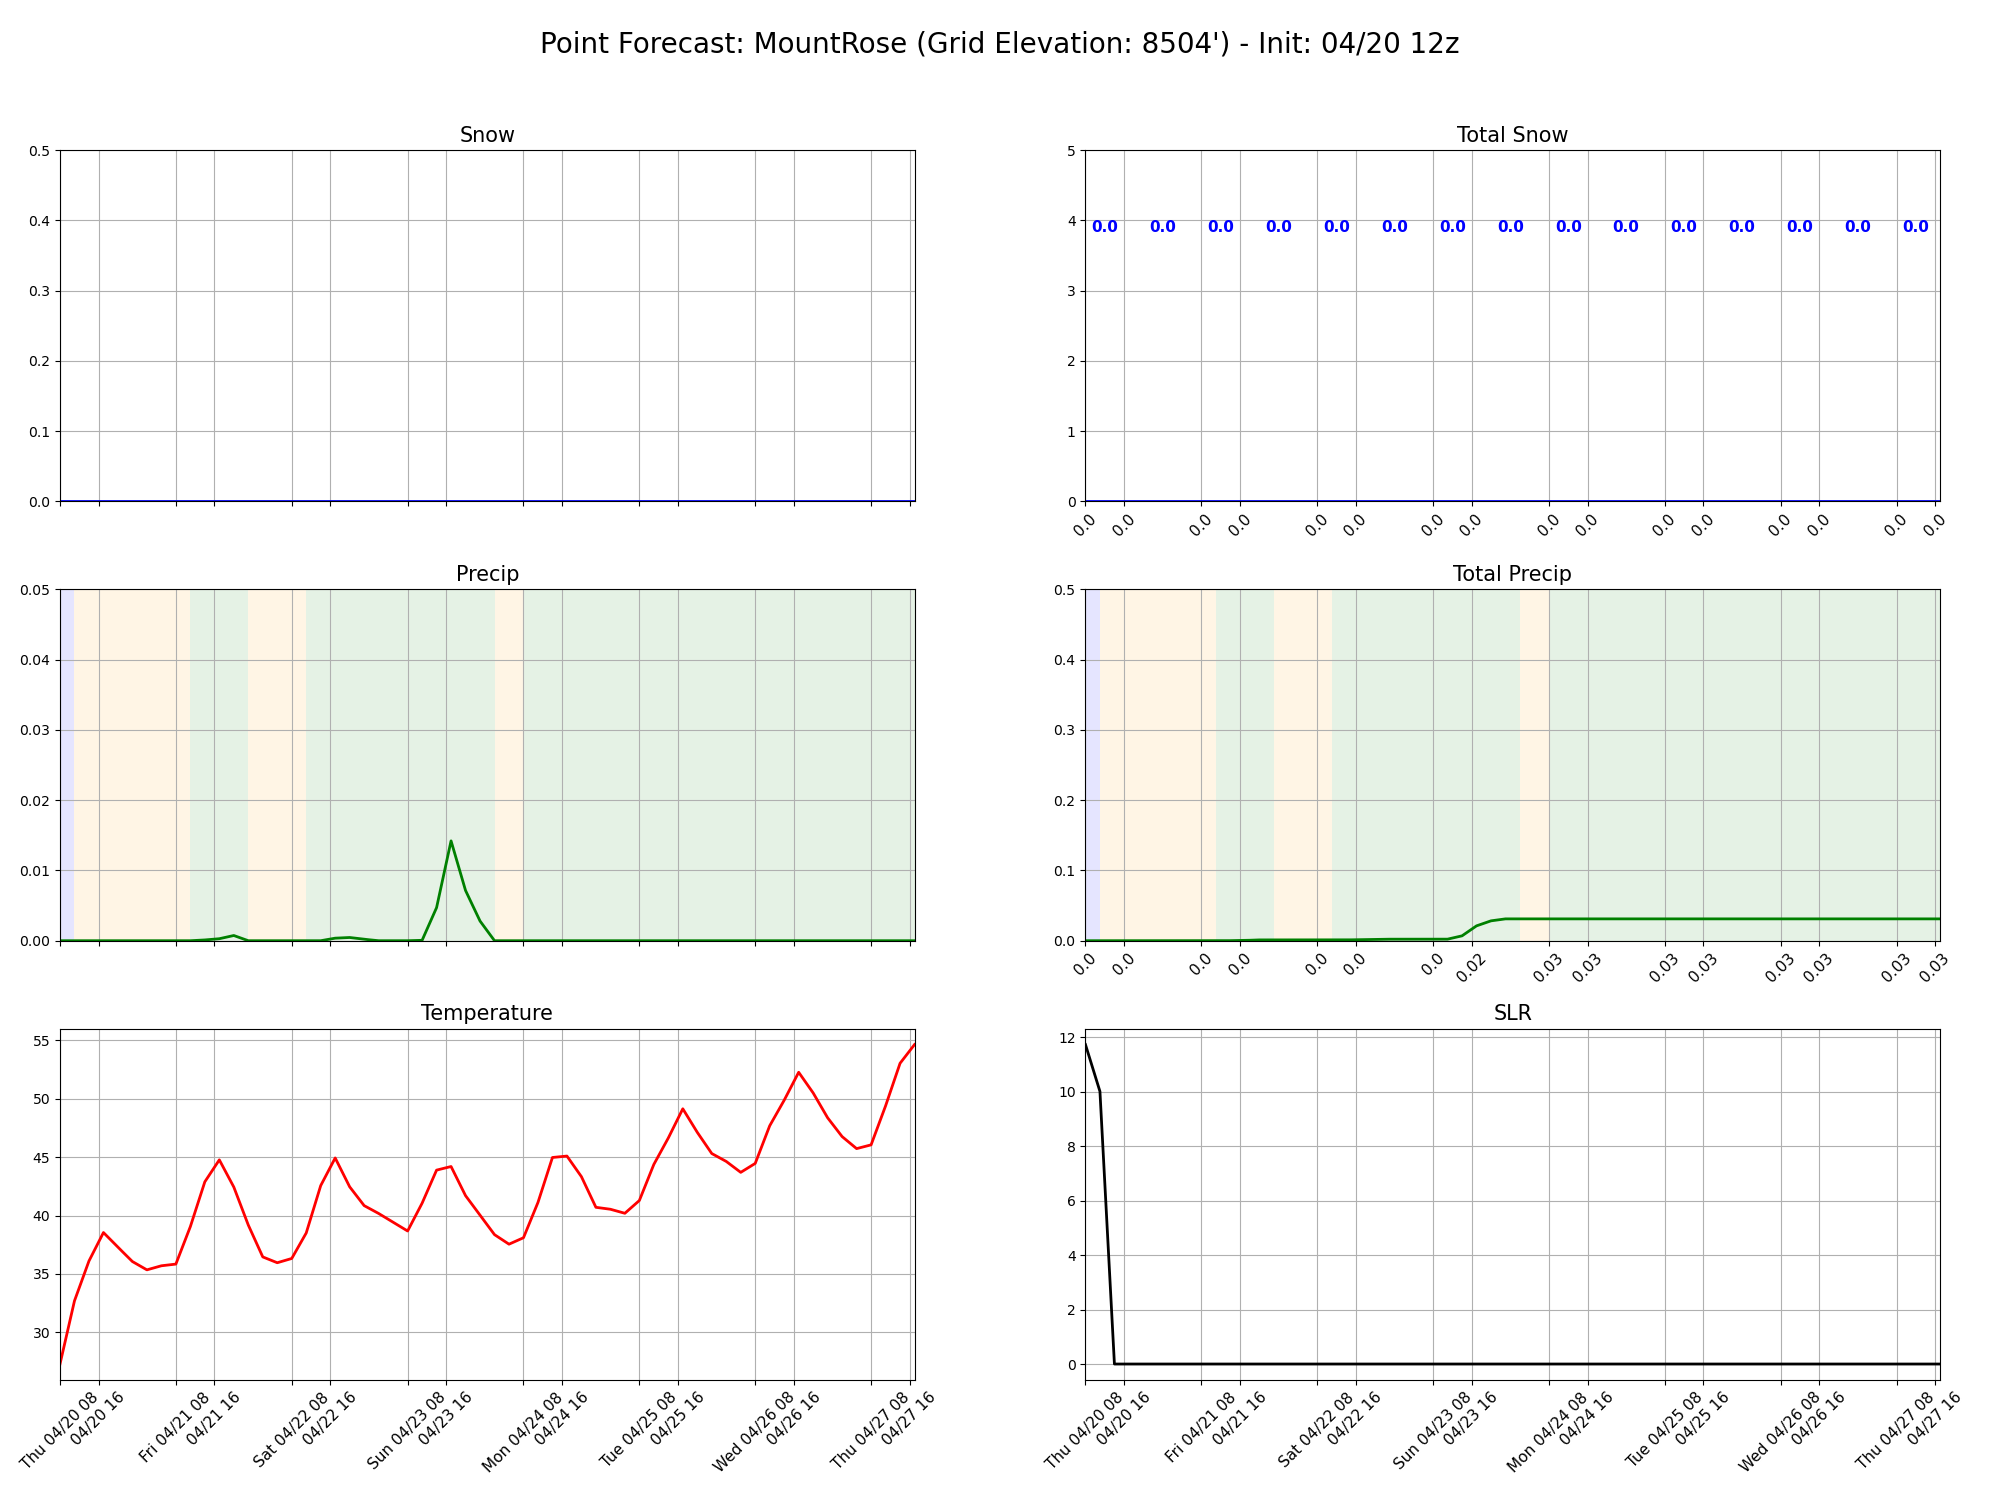 Point Forecast: MountRose (Grid Elevation: 8504') - Init: 04/20 12z
Snow
0.5
0.4
0.3
0.2
0.1
0.0
Total Snow
5
4
3
2
1
0
0.0 0.0 0.0 0.0 0.0 0.0 0.0 0.0 0.0 0.0 0.0 0.0 0.0 0.0 0.0
0.0 0.0 0.0 0.0 0.0 0.0 0.0 0.0 0.0 0.0 0.0 0.0 0.0 0.0 0.0 0.0
Precip
0.05
0.04
0.03
0.02
0.01
0.00
Total Precip
0.5
0.4
0.3
0.2
0.1
0.0
0.0 0.0 0.0 0.0 0.0 0.0 0.0 0.02 0.03 0.03 0.03 0.03 0.03 0.03 0.03 0.03
Temperature
55
50
45
40
35
30
Thu 04/20 08
04/20 16
Fri 04/21 08
04/21 16
Sat 04/22 08
04/22 16
Sun 04/23 08
04/23 16
Mon 04/24 08
04/24 16
Tue 04/25 08
04/25 16
Wed 04/26 08
04/26 16
Thu 04/27 08
04/27 16
SLR
12
10
8
6
4
2
0
Thu 04/20 08
04/20 16
Fri 04/21 08
04/21 16
Sat 04/22 08
04/22 16
Sun 04/23 08
04/23 16
Mon 04/24 08
04/24 16
Tue 04/25 08
04/25 16
Wed 04/26 08
04/26 16
Thu 04/27 08
04/27 16